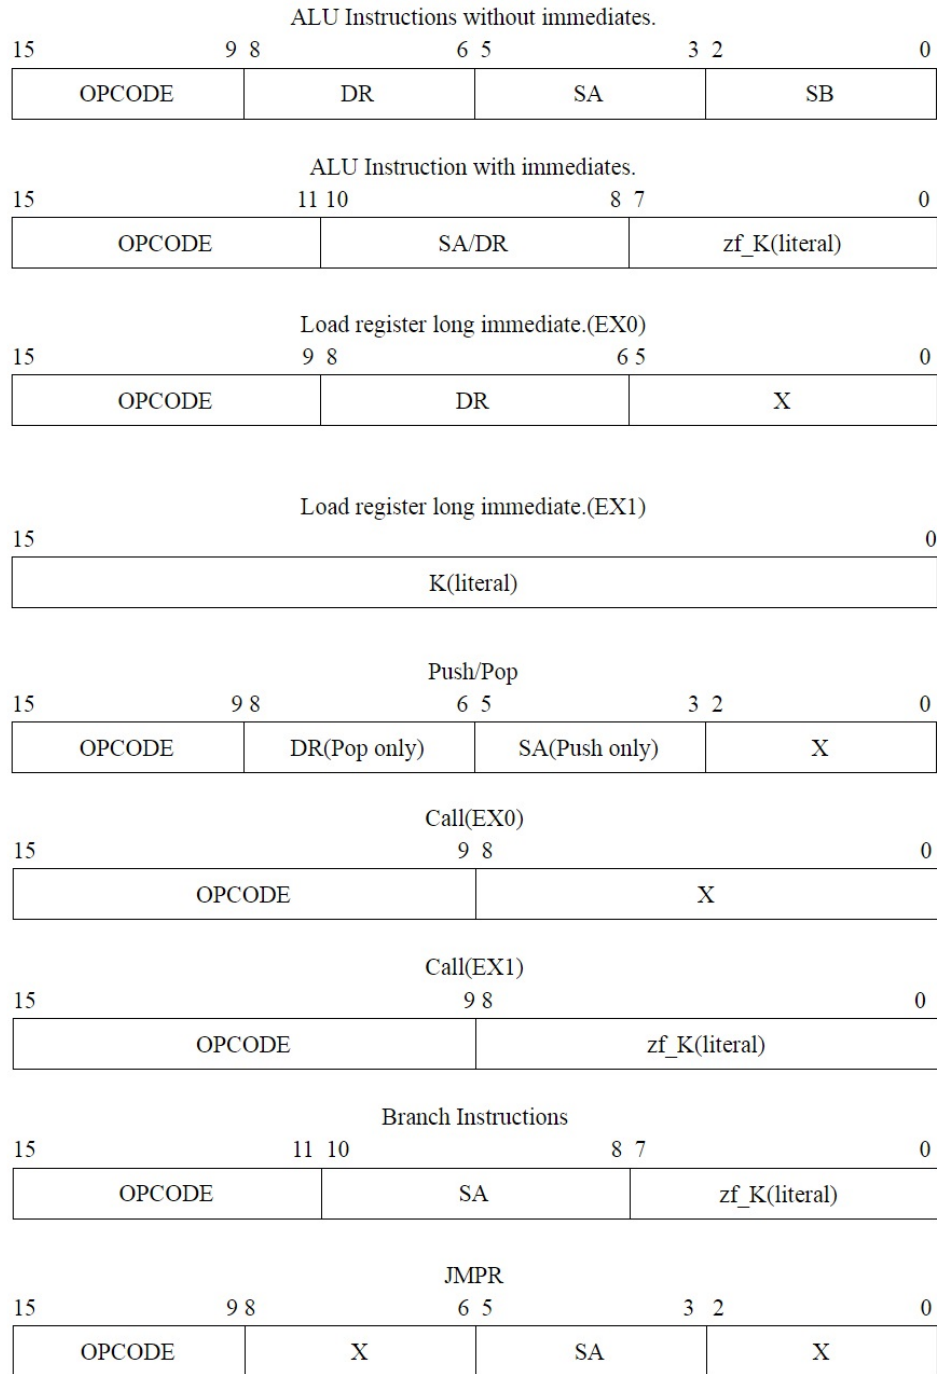 ALU Instructions without immediates.
15 9 8 6 5 3 2 0
OPCODE DR SA SB
ALU Instruction with immediates.
15 11 10 8 7 0
OPCODE SA/DR zf_K(literal)
Load register long immediate.(EX0)
15 9 8 6 5 0
OPCODE DR X
Load register long immediate.(EX1)
15 0
K(literal)
Push/Pop
15 9 8 6 5 3 2 0
OPCODE DR(Pop only) SA(Push only) X
Call(EX0)
15 9 8 0
OPCODE X
Call(EX1)
15 9 8 0
OPCODE zf_K(literal)
Branch Instructions
15 11 10 8 7 0
OPCODE SA zf_K(literal)
JMPR
15 9 8 6 5 3 2 0
OPCODE X SA X